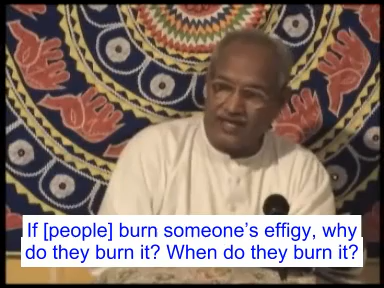 If [people] burn someone's effigy, why
do they burn it? When do they burn it?